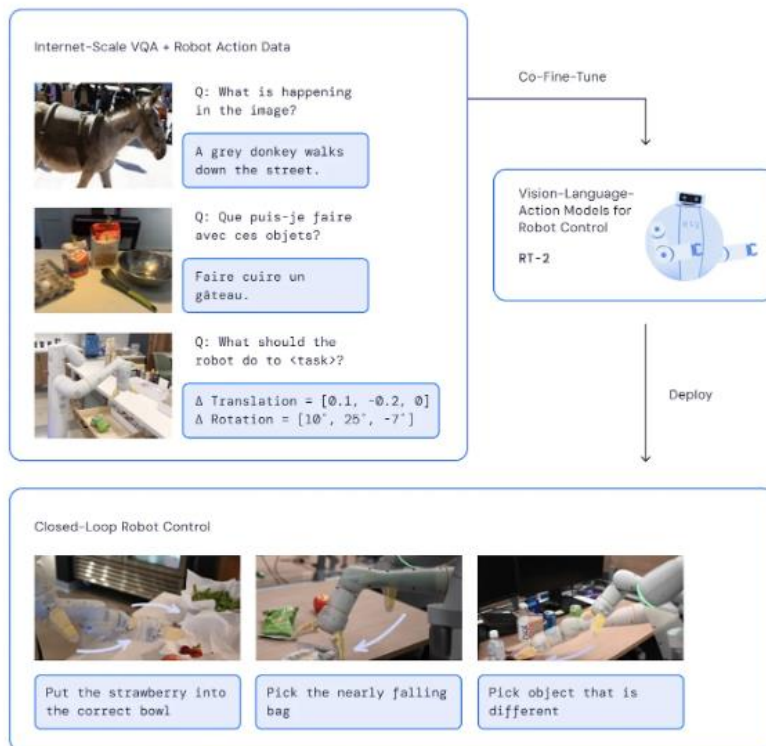 Internet-Scale VQA + Robot Action Data
Q: What is happening
in the image?
A grey donkey walks
down the street.
Q: Que puis-je faire
avec ces objets?
Faire cuire un
gâteau.
Q: What should the
robot do to <task>?
Δ Translation = [0.1, -0.2, 0]
Δ Rotation = [10°, 25°, -7°]
Co-Fine-Tune
Vision-Language-
Action Models for
Robot Control
RT-2
Deploy
Closed-Loop Robot Control
Put the strawberry into
the correct bowl
Pick the nearly falling
bag
Pick object that is
different